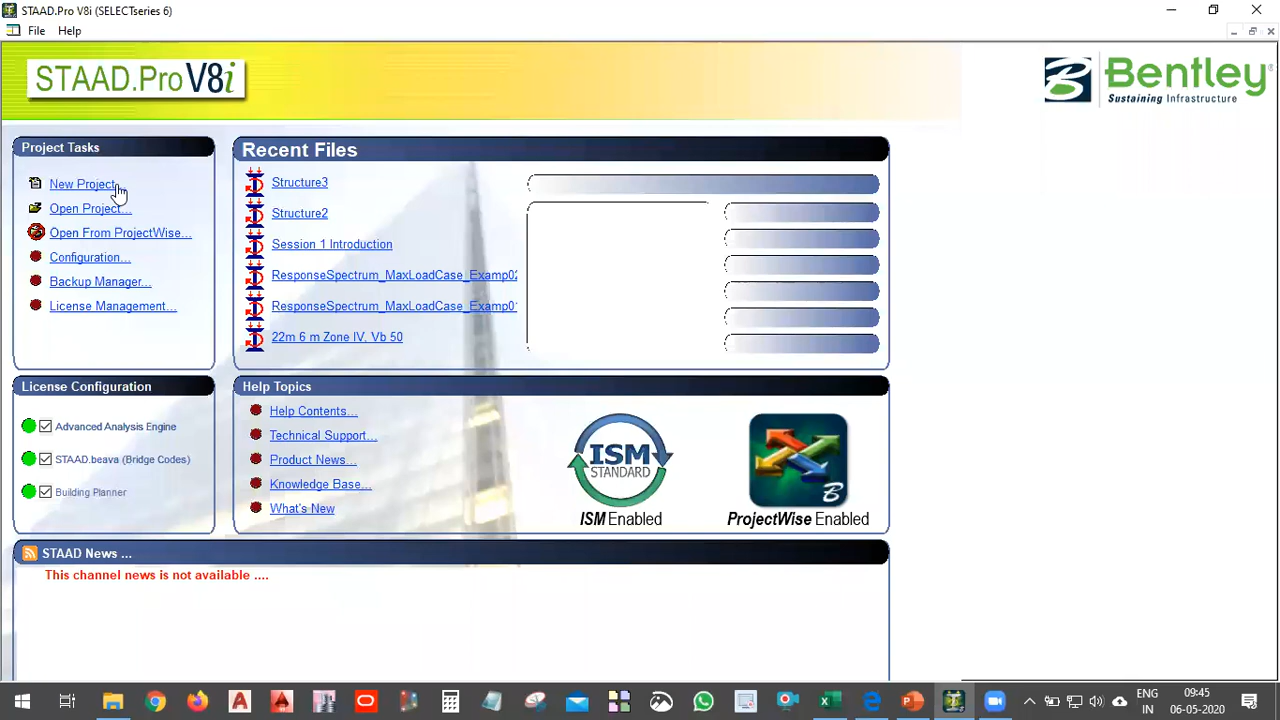 STAAD.Pro V8i (SELECTseries 6)
File Help
STAAD.Pro V8i
Bentley
Sustaining Infrastructure
Project Tasks
New Project...
Open Project...
Open From ProjectWise...
Configuration...
Backup Manager...
License Management...
Recent Files
Structure3
Structure2
Session 1 Introduction
ResponseSpectrum_MaxLoadCase_Examp02
ResponseSpectrum_MaxLoadCase_Examp01
22m 6 m Zone IV, Vb 50
License Configuration
Advanced Analysis Engine
STAAD.beava (Bridge Codes)
Building Planner
Help Topics
Help Contents...
Technical Support...
Product News...
Knowledge Base...
What's New
ISM
STANDARD
ISM Enabled
B
ProjectWise Enabled
STAAD News ...
This channel news is not available ....
ENG
IN
09:45
06-05-2020